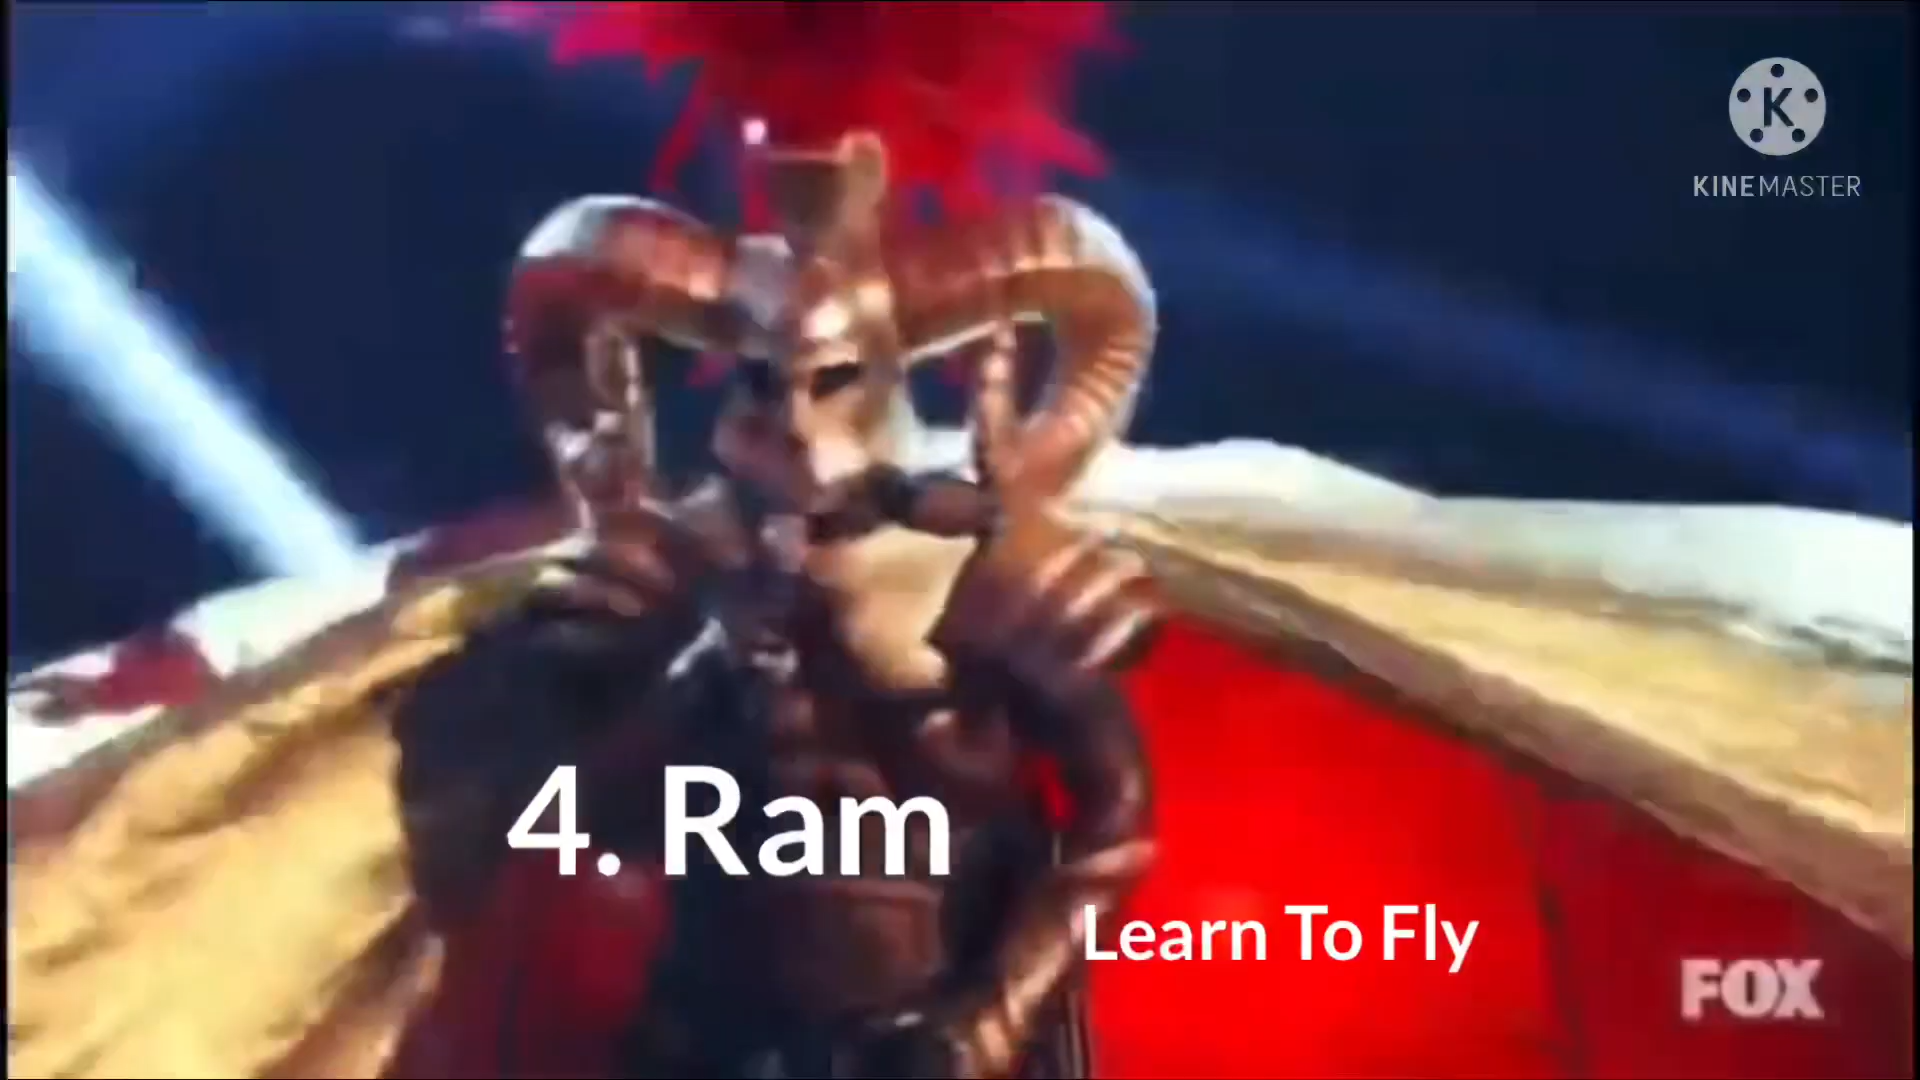 K
KINEMASTER
4. Ram
Learn To Fly
FOX